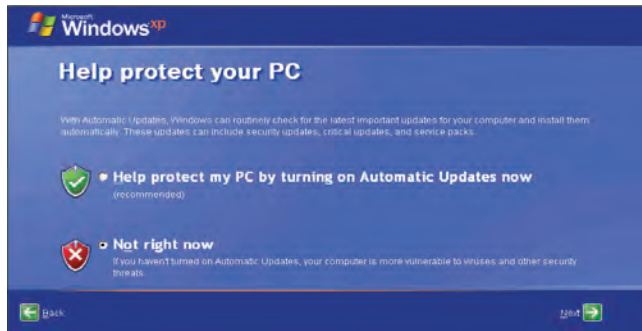 Microsoft
Windows xp
Help protect your PC
With Automatic Updates, Windows can routinely check for the latest important updates for your computer and install them
automatically. These updates can include security updates, critical updates, and service packs.
Help protect my PC by turning on Automatic Updates now
(recommended)
Not right now
If you haven't turned on Automatic Updates, your computer is more vulnerable to viruses and other security
threats.
Back
Next